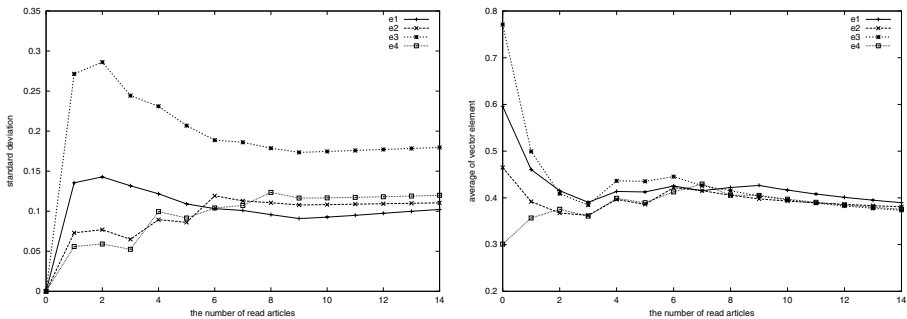 0.35
0.3
0.25
0.2
0.15
0.1
0.05
0
standard deviation
e1
e2
e3
e4
0 2 4 6 8 10 12 14
the number of read articles
0.8
0.7
0.6
0.5
0.4
0.3
0.2
average of vector element
e1
e2
e3
e4
0 2 4 6 8 10 12 14
the number of read articles